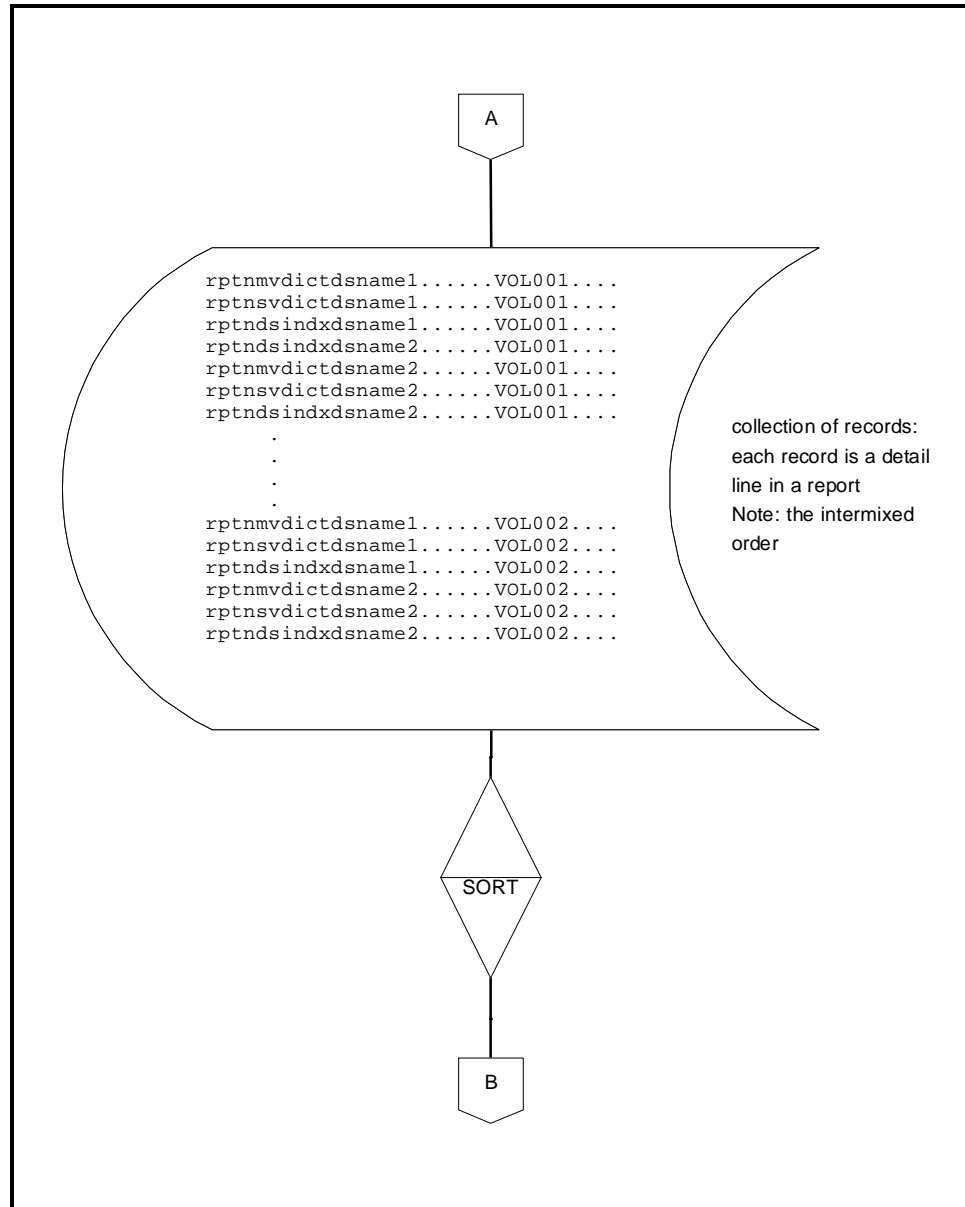 A
rptnmvdictdsname1......VOL001....
rptnsvdictdsname1......VOL001....
rptndsindxdsname1......VOL001....
rptndsindxdsname2......VOL001....
rptnmvdictdsname2......VOL001....
rptnsvdictdsname2......VOL001....
rptndsindxdsname2......VOL001....
.
.
.
.
rptnmvdictdsname1......VOL002....
rptnsvdictdsname1......VOL002....
rptndsindxdsname1......VOL002....
rptnmvdictdsname2......VOL002....
rptnsvdictdsname2......VOL002....
rptndsindxdsname2......VOL002....
collection of records:
each record is a detail
line in a report
Note: the intermixed
order
SORT
B